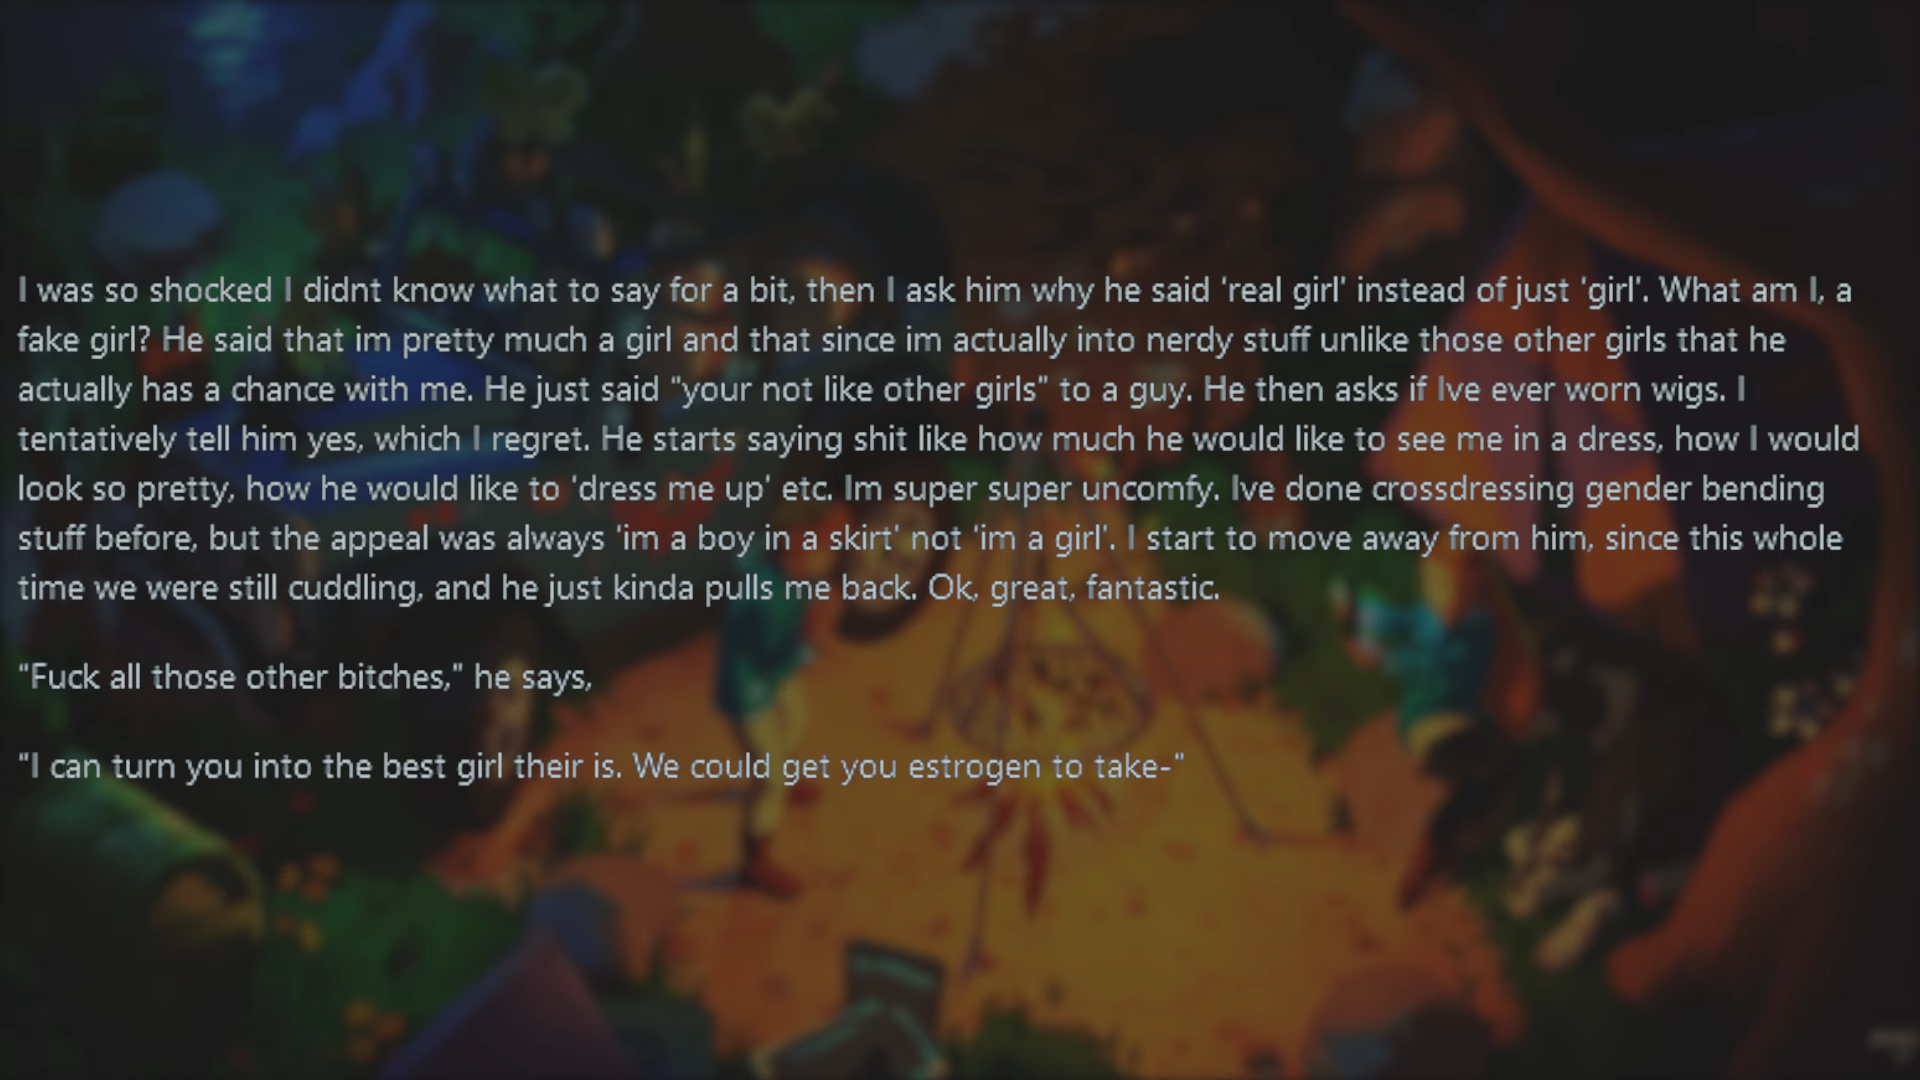 I was so shocked I didnt know what to say for a bit, then I ask him why he said 'real girl' instead of just 'girl'. What am I, a
fake girl? He said that im pretty much a girl and that since im actually into nerdy stuff unlike those other girls that he
actually has a chance with me. He just said "your not like other girls" to a guy. He then asks if Ive ever worn wigs. I
tentatively tell him yes, which I regret. He starts saying shit like how much he would like to see me in a dress, how I would
look so pretty, how he would like to 'dress me up' etc. Im super super uncomfy. Ive done crossdressing gender bending
stuff before, but the appeal was always 'im a boy in a skirt' not 'im a girl'. I start to move away from him, since this whole
time we were still cuddling, and he just kinda pulls me back. Ok, great, fantastic.
"Fuck all those other bitches," he says,
"I can turn you into the best girl their is. We could get you estrogen to take-"